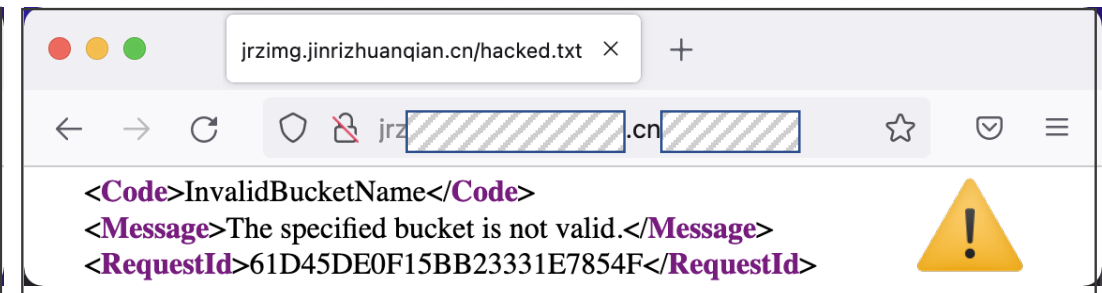 jrzimg.jinrizhuanqian.cn/hacked.txt
jrz .cn
<Code>InvalidBucketName</Code>
<Message>The specified bucket is not valid.</Message>
<RequestId>61D45DE0F15BB23331E7854F</RequestId>